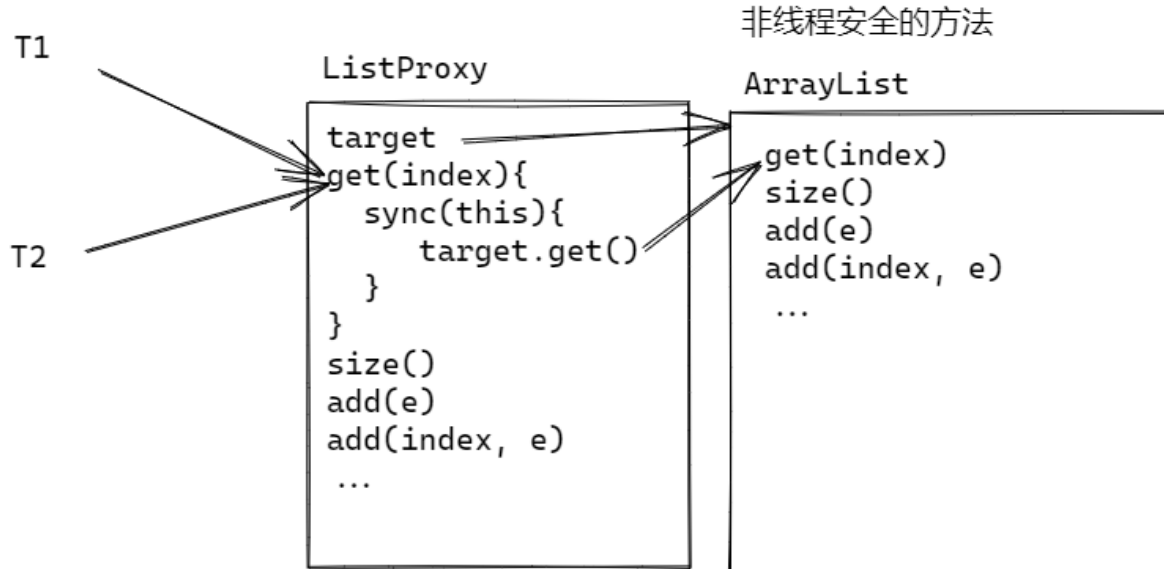 T1
T2
ListProxy
target
get(index){
sync(this){
target.get()
}
}
size()
add(e)
add(index, e)
...
非线程安全的方法
ArrayList
get(index)
size()
add(e)
add(index, e)
...